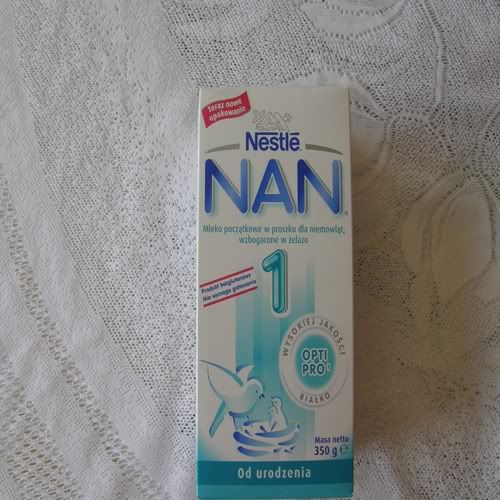 Teraz nowe
opakowanie
Nestlé
NAN®
Mleko początkowe w proszku dla niemowląt,
wzbogacone w żelazo
1
Produkt bezglutenowy
Nie wymaga gotowania
WYSOKIEJ JAKOŚCI
OPTI
PRO1
BIAŁKO
Masa netto
350 g ℮
Od urodzenia